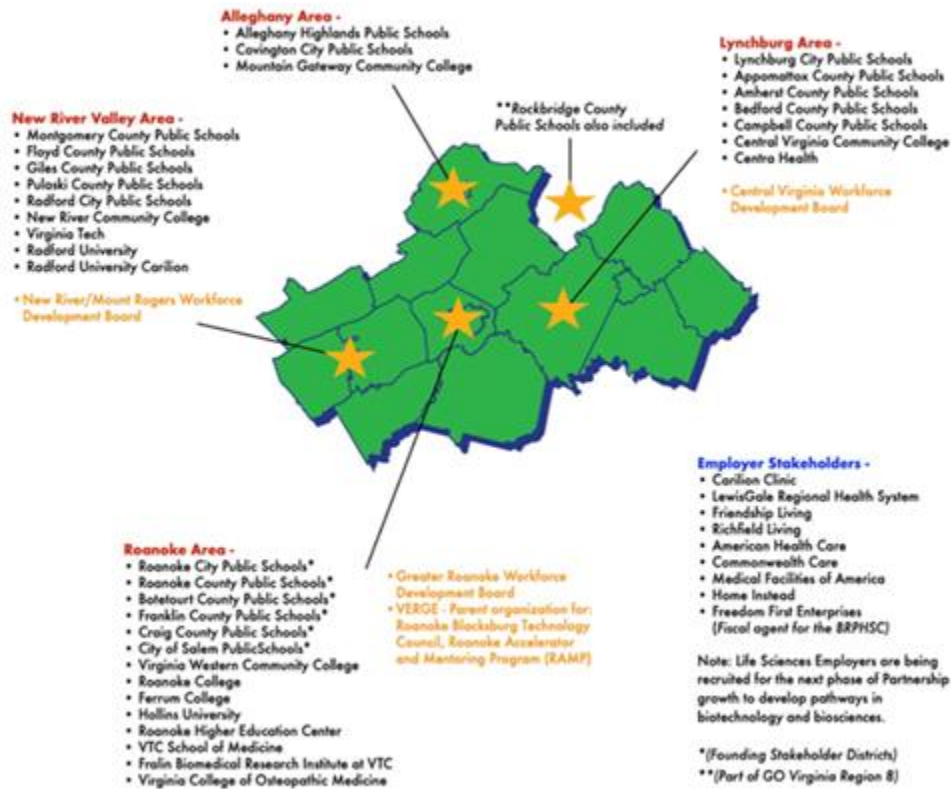 Alleghany Area -
• Alleghany Highlands Public Schools
• Covington City Public Schools
• Mountain Gateway Community College
Lynchburg Area -
• Lynchburg City Public Schools
• Appomattox County Public Schools
• Amherst County Public Schools
• Bedford County Public Schools
• Campbell County Public Schools
• Central Virginia Community College
• Centra Health
• Central Virginia Workforce
Development Board
**Rockbridge County
Public Schools also included
New River Valley Area -
• Montgomery County Public Schools
• Floyd County Public Schools
• Giles County Public Schools
• Pulaski County Public Schools
• Radford City Public Schools
• New River Community College
• Virginia Tech
• Radford University
• Radford University Carilion
• New River/Mount Rogers Workforce
Development Board
Employer Stakeholders -
• Carilion Clinic
• LewisGale Regional Health System
• Friendship Living
• Richfield Living
• American Health Care
• Commonwealth Care
• Medical Facilities of America
• Home Instead
• Freedom First Enterprises
(Fiscal agent for the BRPHSC)
Note: Life Sciences Employers are being
recruited for the next phase of Partnership
growth to develop pathways in
biotechnology and biosciences.
*(Founding Stakeholder Districts)
**(Part of GO Virginia Region 8)
Roanoke Area -
• Roanoke City Public Schools*
• Roanoke County Public Schools*
• Botetourt County Public Schools*
• Franklin County Public Schools*
• Craig County Public Schools*
• City of Salem PublicSchools*
• Virginia Western Community College
• Roanoke College
• Ferrum College
• Hollins University
• Roanoke Higher Education Center
• VTC School of Medicine
• Fralin Biomedical Research Institute at VTC
• Virginia College of Osteopathic Medicine
• Greater Roanoke Workforce
Development Board
• VERGE - Parent organization for:
Roanoke Blacksburg Technology
Council, Roanoke Accelerator
and Mentoring Program (RAMP)